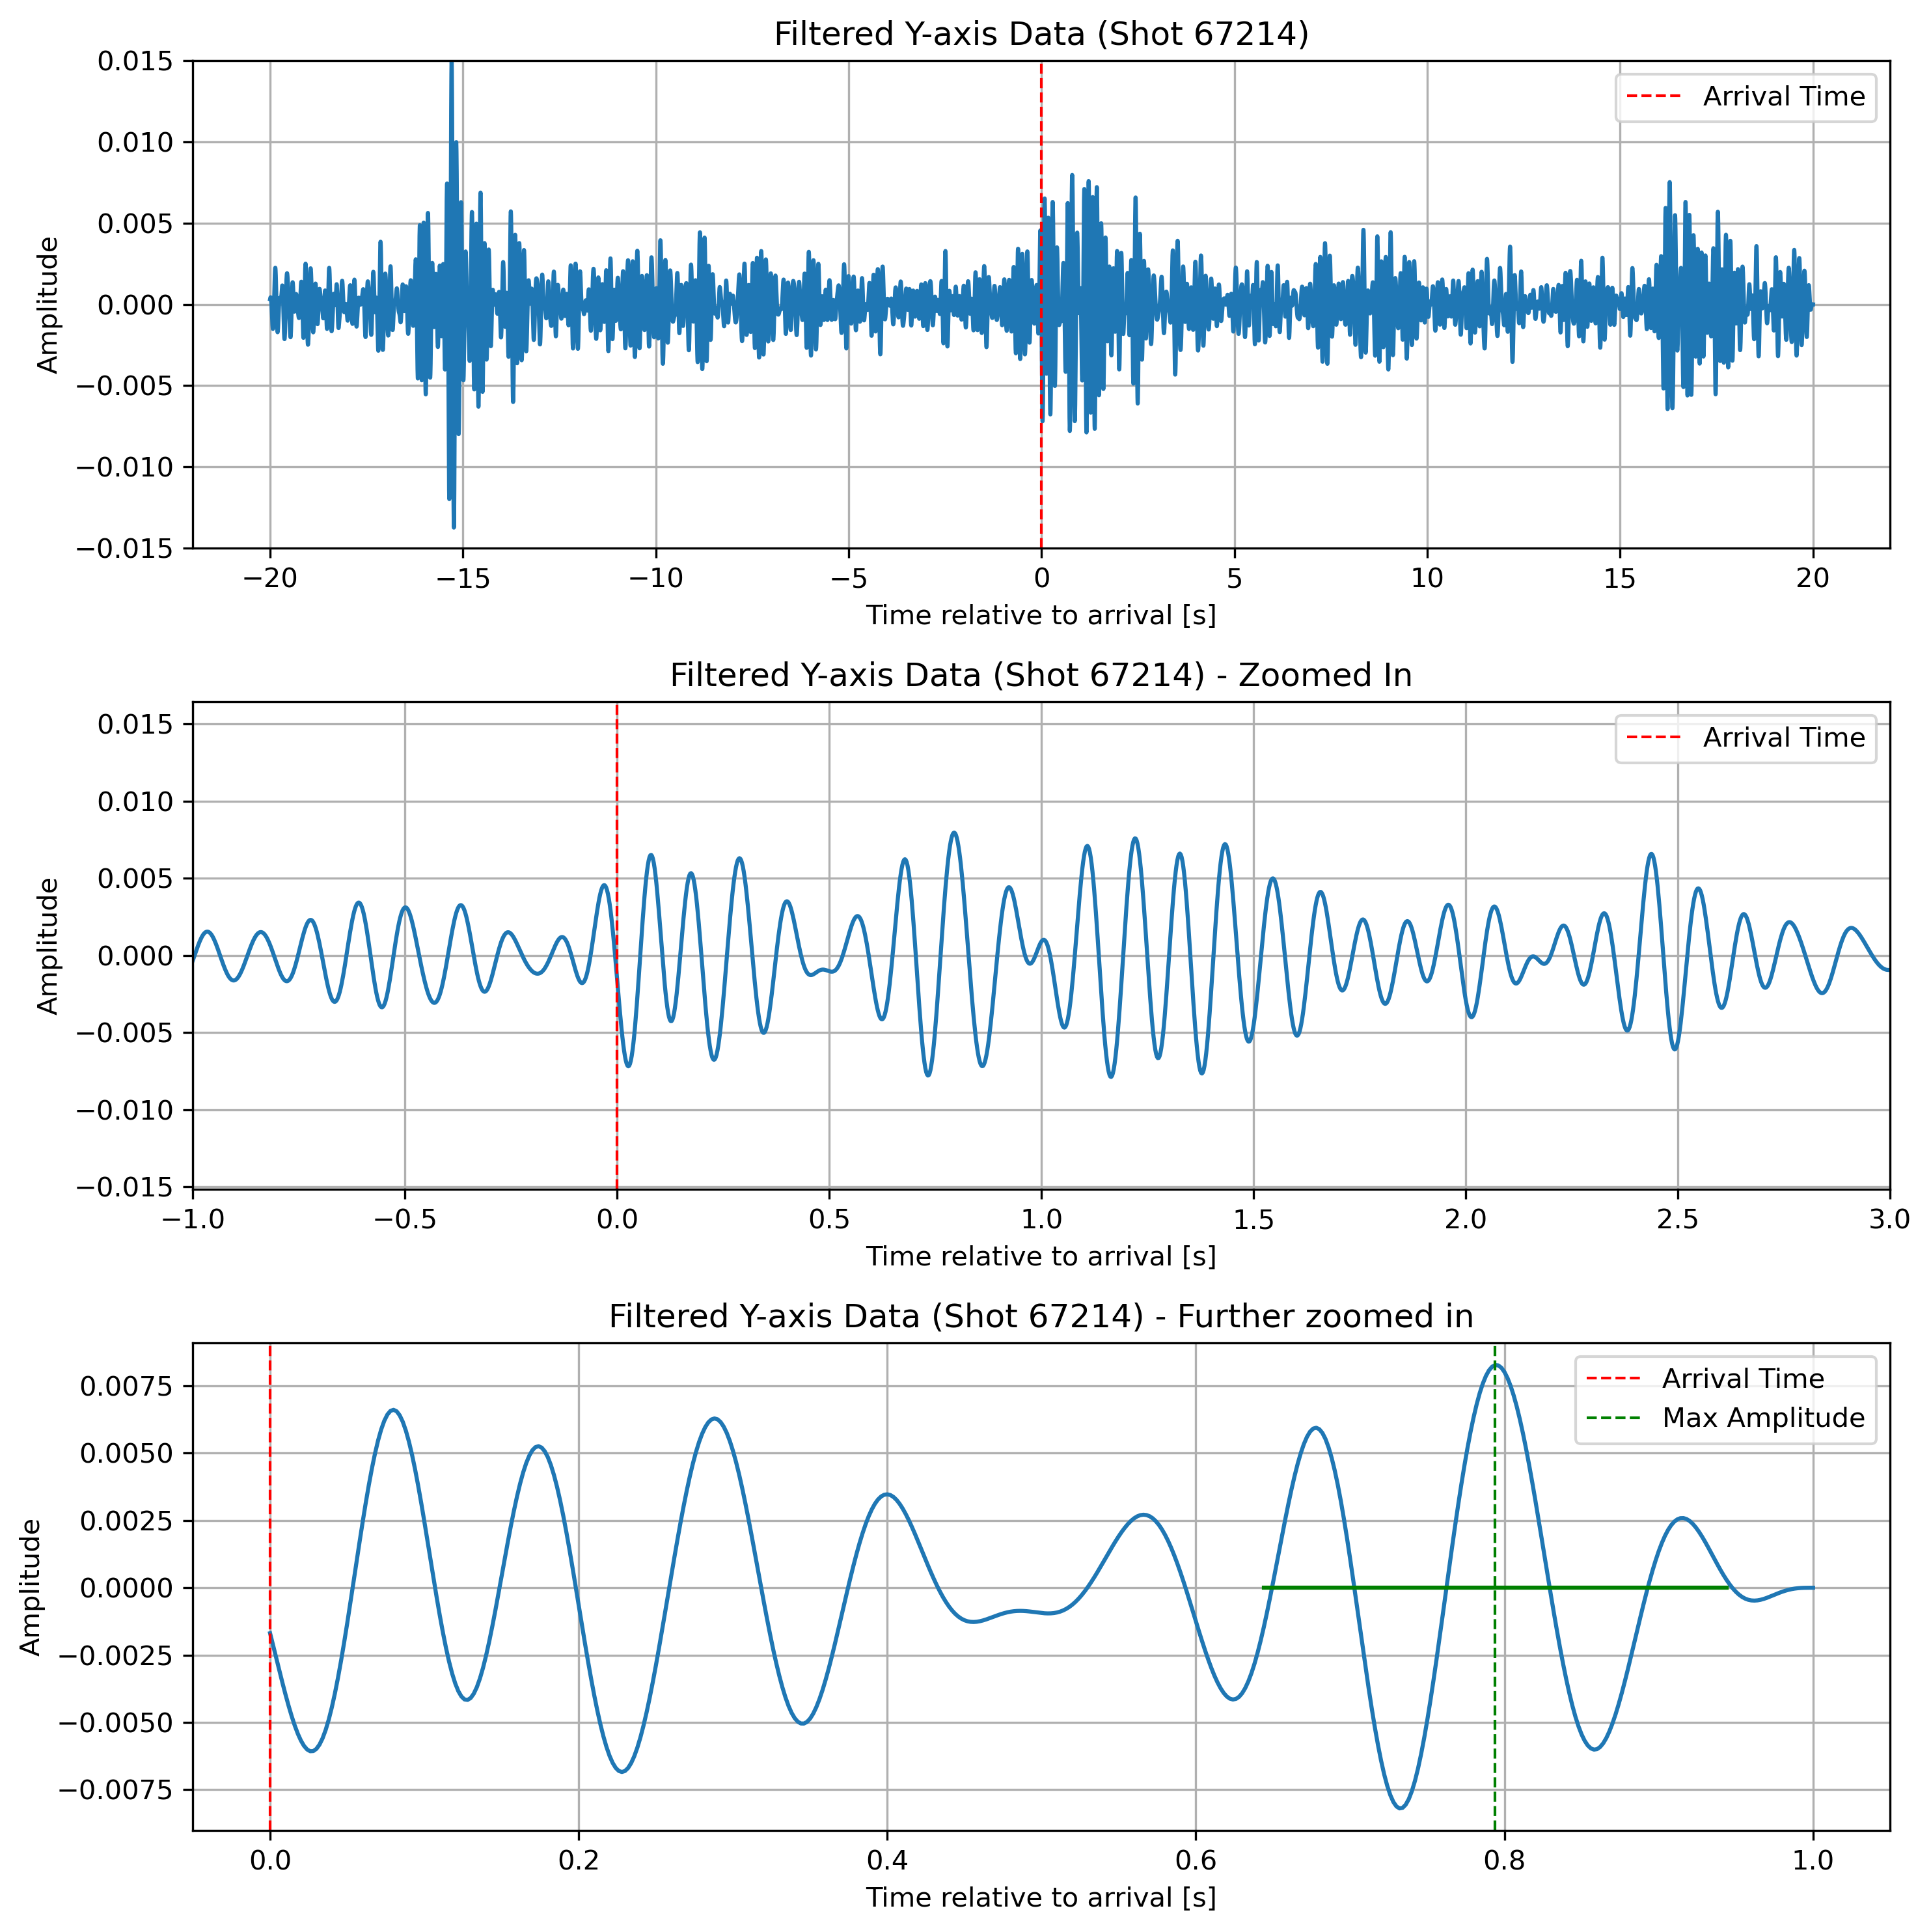 Filtered Y-axis Data (Shot 67214)
0.015
0.010
0.005
0.000
−0.005
−0.010
−0.015
Amplitude
Arrival Time
−20 −15 −10 −5 0 5 10 15 20
Time relative to arrival [s]
Filtered Y-axis Data (Shot 67214) - Zoomed In
0.015
0.010
0.005
0.000
−0.005
−0.010
−0.015
Amplitude
Arrival Time
−1.0 −0.5 0.0 0.5 1.0 1.5 2.0 2.5 3.0
Time relative to arrival [s]
Filtered Y-axis Data (Shot 67214) - Further zoomed in
0.0075
0.0050
0.0025
0.0000
−0.0025
−0.0050
−0.0075
Amplitude
Arrival Time
Max Amplitude
0.0 0.2 0.4 0.6 0.8 1.0
Time relative to arrival [s]